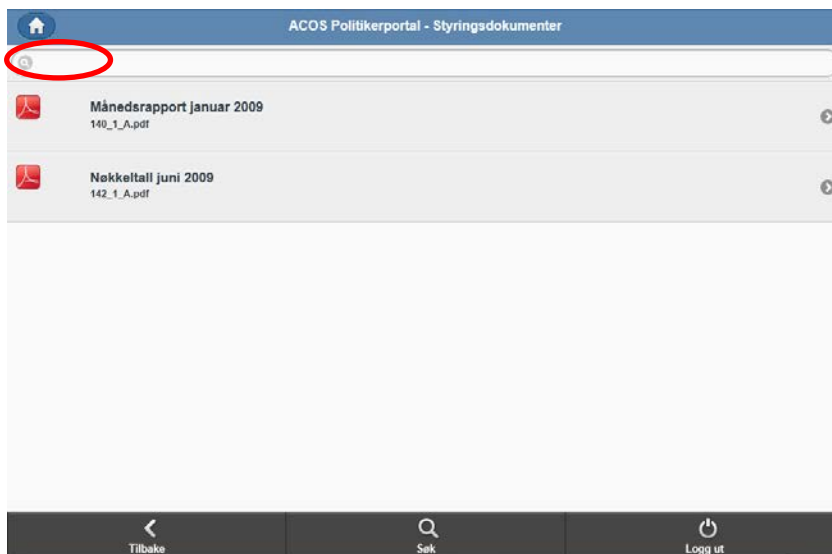 ACOS Politikerportal - Styringsdokumenter
Månedsrapport januar 2009
140_1_A.pdf
Nøkkeltall juni 2009
142_1_A.pdf
Tilbake
Søk
Logg ut